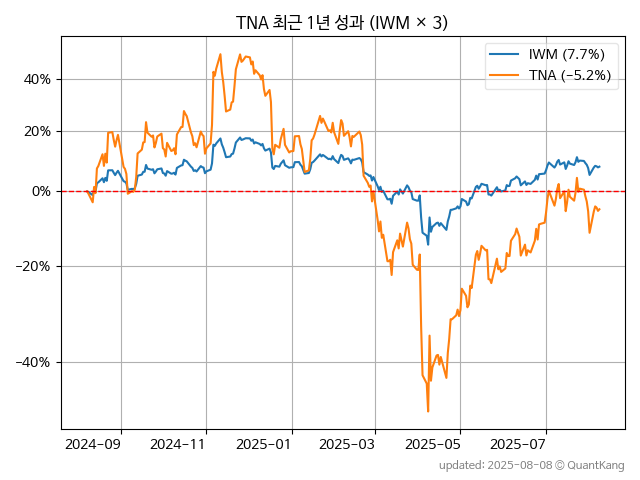 TNA 최근 1년 성과 (IWM × 3)
IWM (7.7%)
TNA (−5.2%)
40%
20%
0%
−20%
−40%
2024-09
2024-11
2025-01
2025-03
2025-05
2025-07
updated: 2025-08-08 © QuantKang